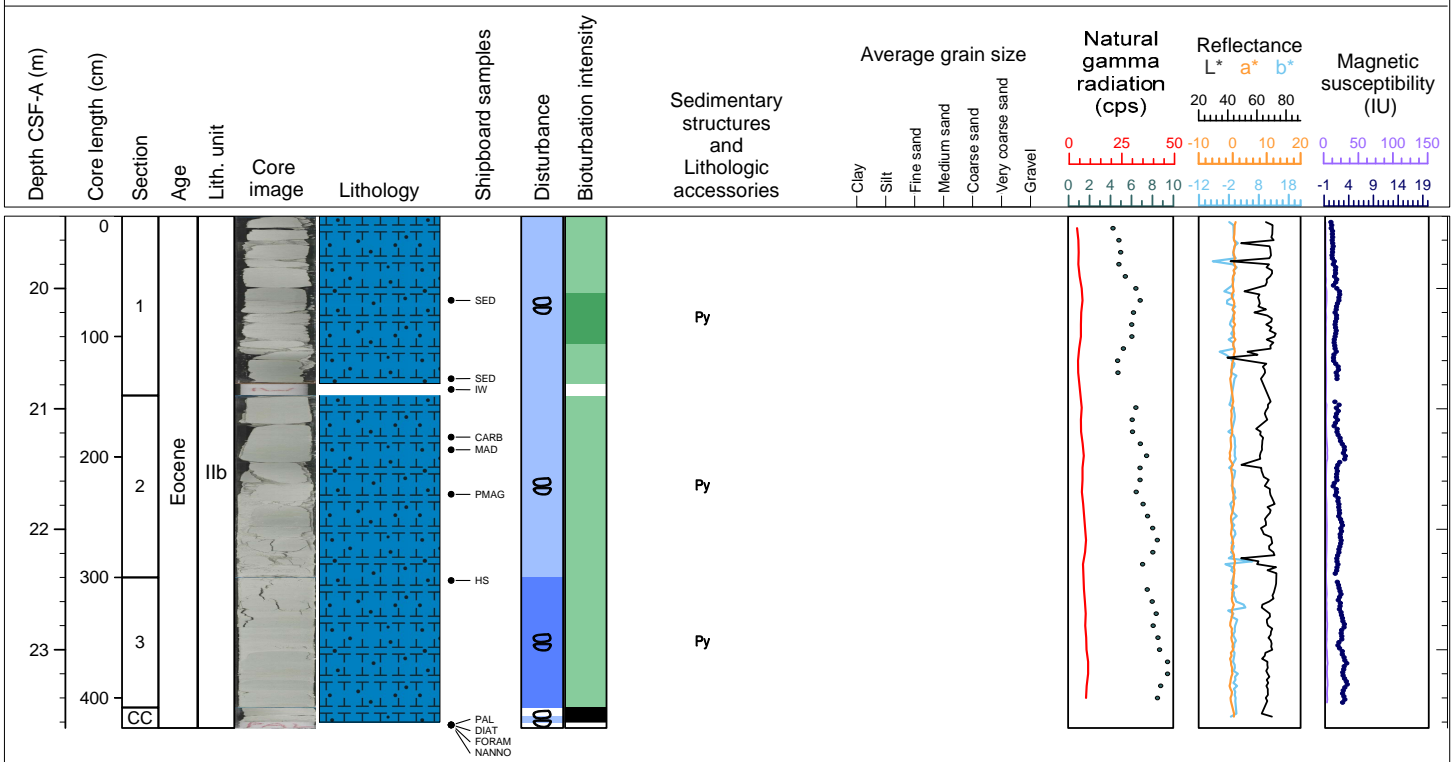 Depth CSF-A (m)
Core length (cm)
Section
Age
Lith. unit
Core
image
Lithology
Shipboard samples
Disturbance
Bioturbation intensity
Sedimentary
structures
and
Lithologic
accessories
Average grain size
Clay
Silt
Fine sand
Medium sand
Coarse sand
Very coarse sand
Gravel
Natural
gamma
radiation
(cps)
0 25 50
0 2 4 6 8 10
Reflectance
L* a* b*
20 40 60 80
-10 0 10 20
-12 -2 8 18
Magnetic
susceptibility
(IU)
0 50 100 150
-1 4 9 14 19
0
20
1
SED
Py
100
SED
IW
21
Eocene
IIb
CARB
200
MAD
2
Py
PMAG
22
300
HS
3
Py
23
400
CC
PAL
DIAT
FORAM
NANNO